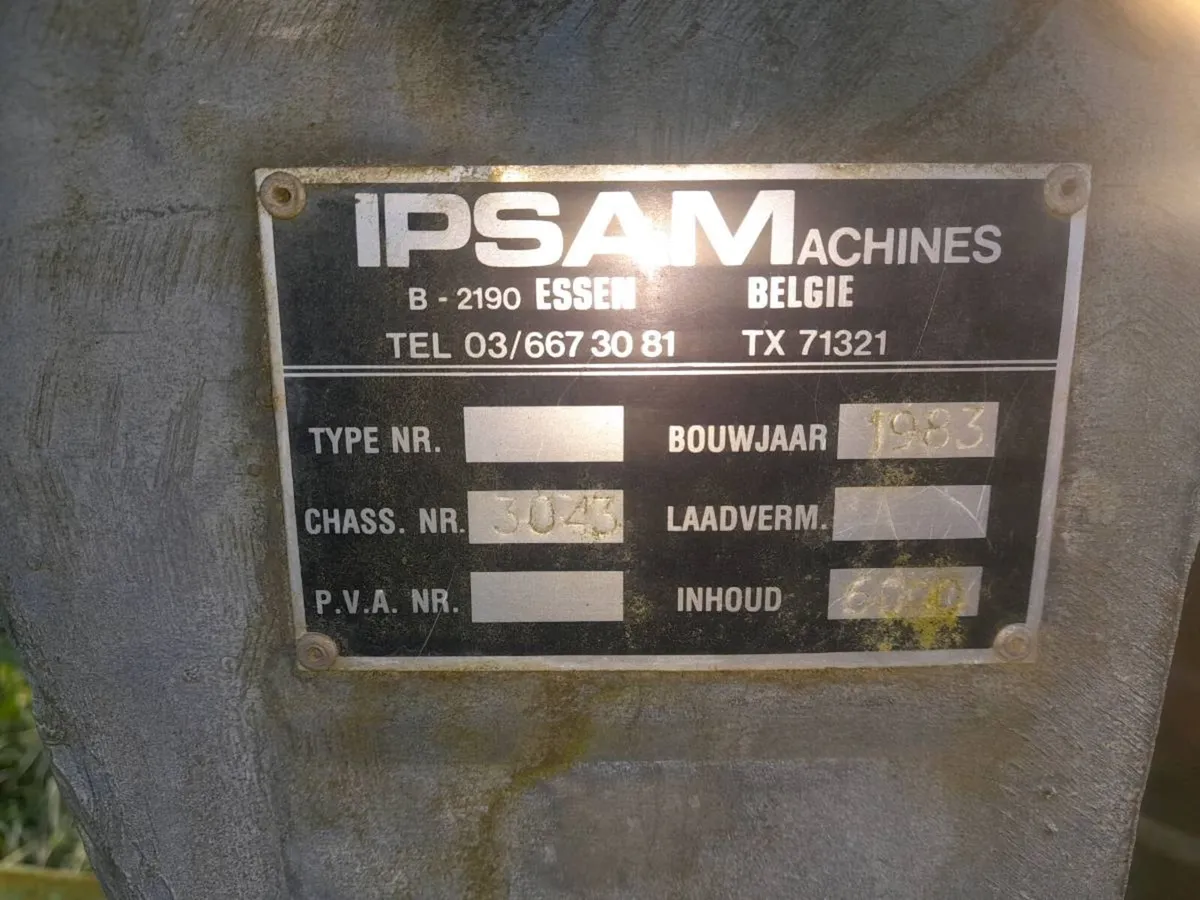 IPSAMACHINES
B - 2190 ESSEN BELGIE
TEL 03/667 30 81 TX 71321
TYPE NR. BOUWJAAR 1983
CHASS. NR. 3043 LAADVERM.
P.V.A. NR. INHOUD